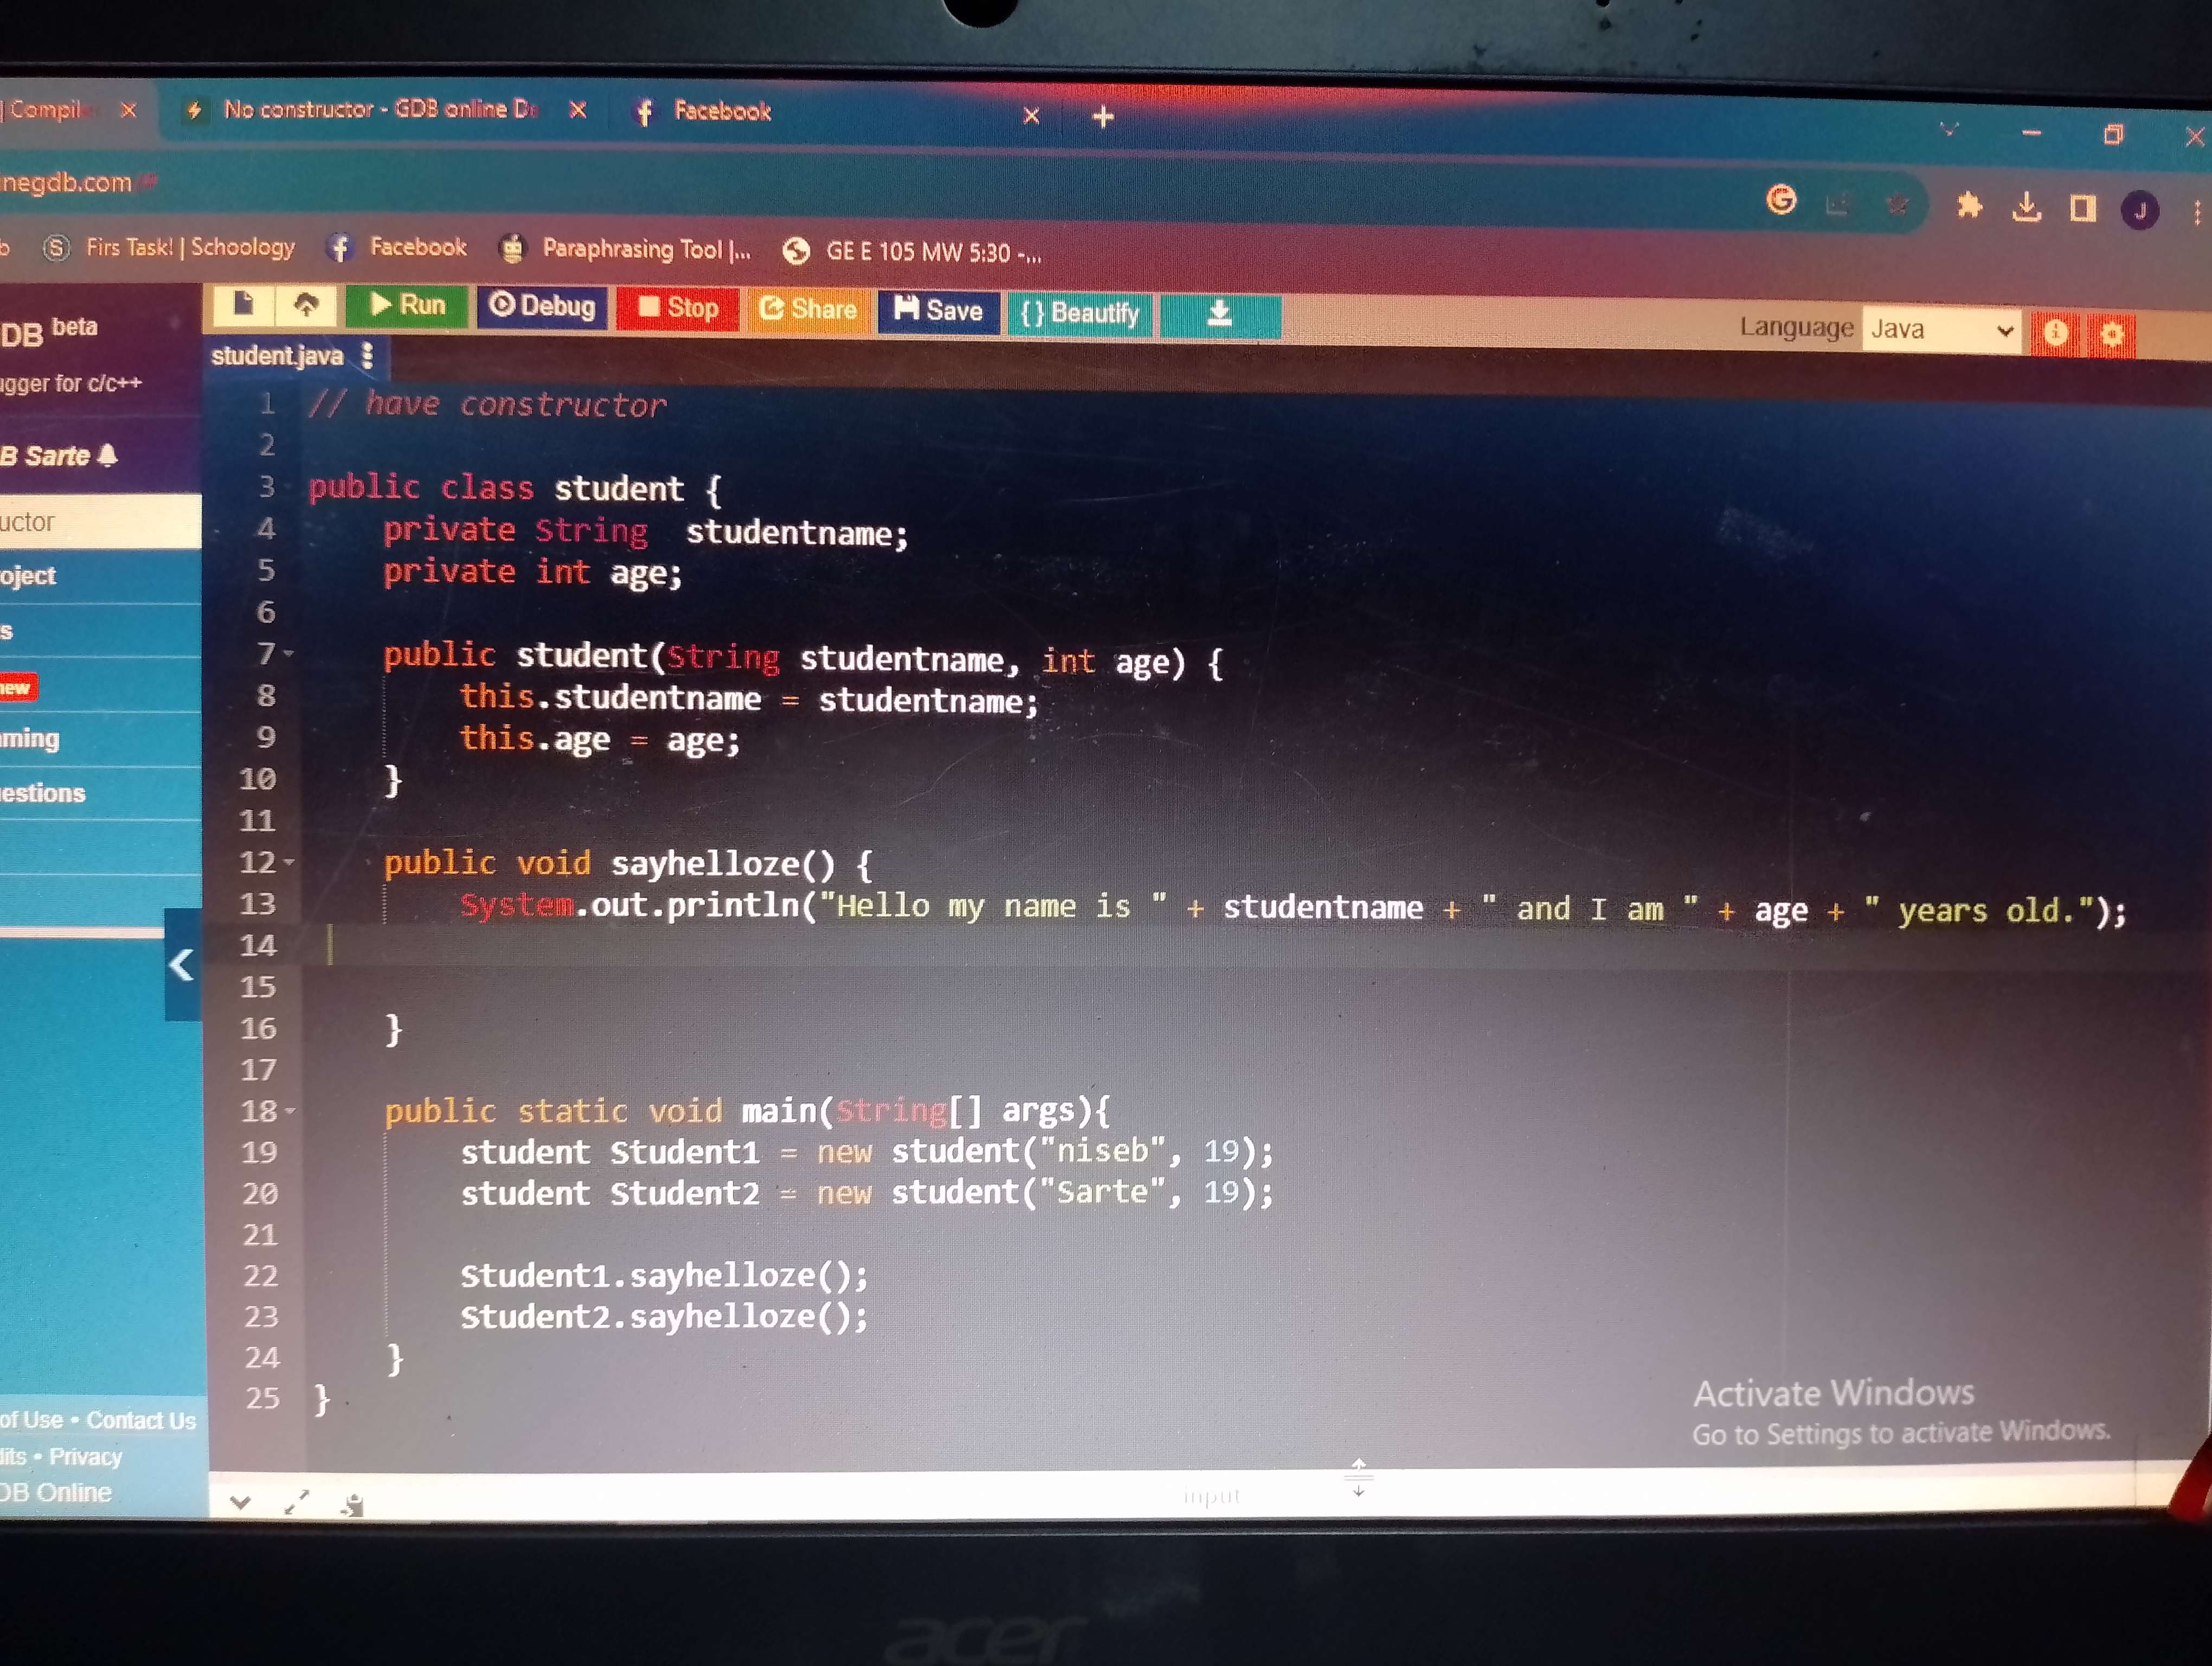 Compil
No constructor - GDB online De
Facebook
negdb.com
Firs Task! | Schoology
Facebook
Paraphrasing Tool |...
GE E 105 MW 5:30 -...
Run
Debug
Stop
Share
Save
{ } Beautify
Language
Java
DB beta
ugger for c/c++
B Sarte
uctor
oject
s
new
ming
estions
of Use • Contact Us
dits • Privacy
DB Online
student.java
1 // have constructor
2
3 public class student {
4 private String studentname;
5 private int age;
6
7 public student(String studentname, int age) {
8 this.studentname = studentname;
9 this.age = age;
10 }
11
12 public void sayhelloze() {
13 System.out.println("Hello my name is " + studentname + " and I am " + age + " years old.");
14
15
16 }
17
18 public static void main(String[] args){
19 student Student1 = new student("niseb", 19);
20 student Student2 = new student("Sarte", 19);
21
22 Student1.sayhelloze();
23 Student2.sayhelloze();
24 }
25 }
Activate Windows
Go to Settings to activate Windows.
input
acer